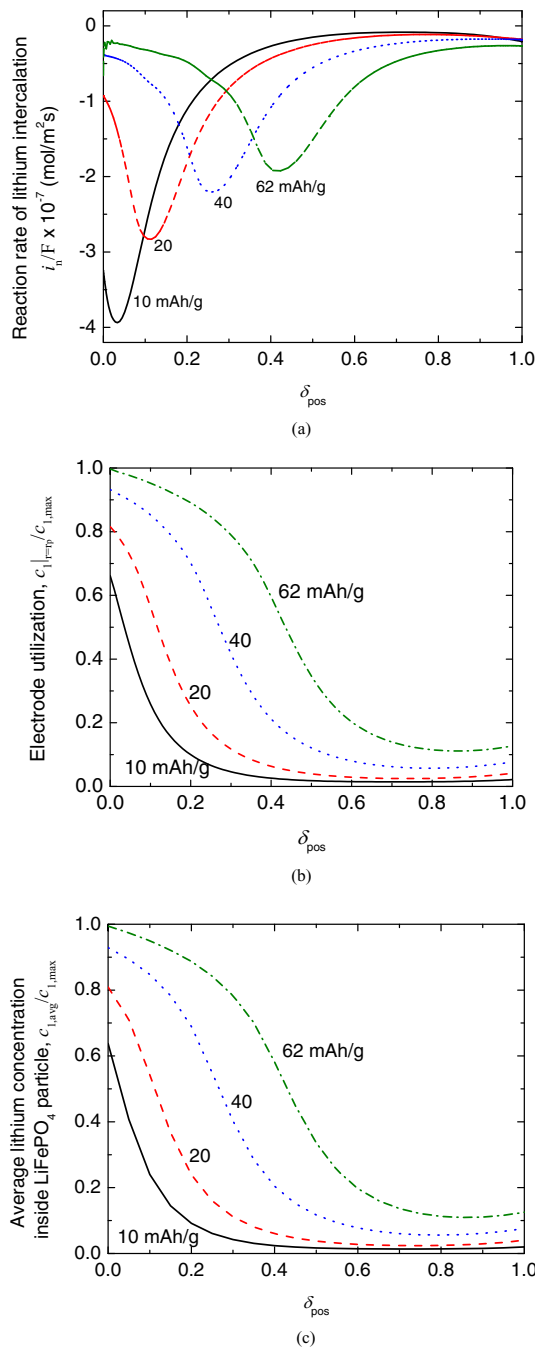 0
-1
-2
-3
-4
0.0
0.2
0.4
0.6
0.8
1.0
Reaction rate of lithium intercalation
i_n/F x 10^-7 (mol/m^2s)
62 mAh/g
40
20
10 mAh/g
δ_pos
(a)
1.0
0.8
0.6
0.4
0.2
0.0
0.0
0.2
0.4
0.6
0.8
1.0
Electrode utilization, c_1|_r=r_p/c_1,max
62 mAh/g
40
20
10 mAh/g
δ_pos
(b)
1.0
0.8
0.6
0.4
0.2
0.0
0.0
0.2
0.4
0.6
0.8
1.0
Average lithium concentration
inside LiFePO_4 particle, c_1,avg/c_1,max
62 mAh/g
40
20
10 mAh/g
δ_pos
(c)